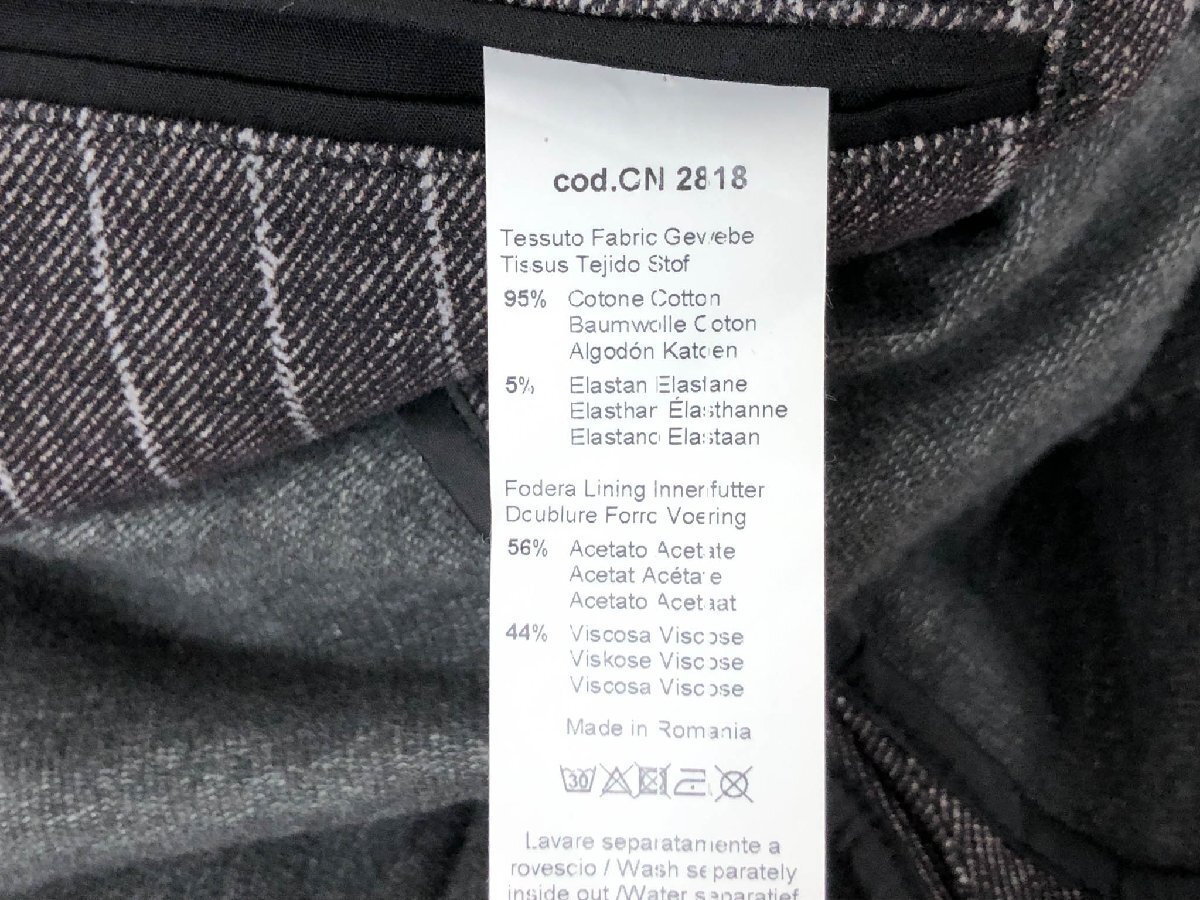 cod.CN 2818
Tessuto Fabric Gewebe
Tissus Tejido Stof
95% Cotone Cotton
Baumwolle Coton
Algodón Katoen
5% Elastan Elastane
Elasthan Élasthanne
Elastano Elastaan
Fodera Lining Innenfutter
Doublure Forro Voering
56% Acetato Acetate
Acetat Acétate
Acetato Acetaat
44% Viscosa Viscose
Viskose Viscose
Viscosa Viscose
Made in Romania
30
Lavare separatamente a
rovescio / Wash separately
inside out /Water separatief